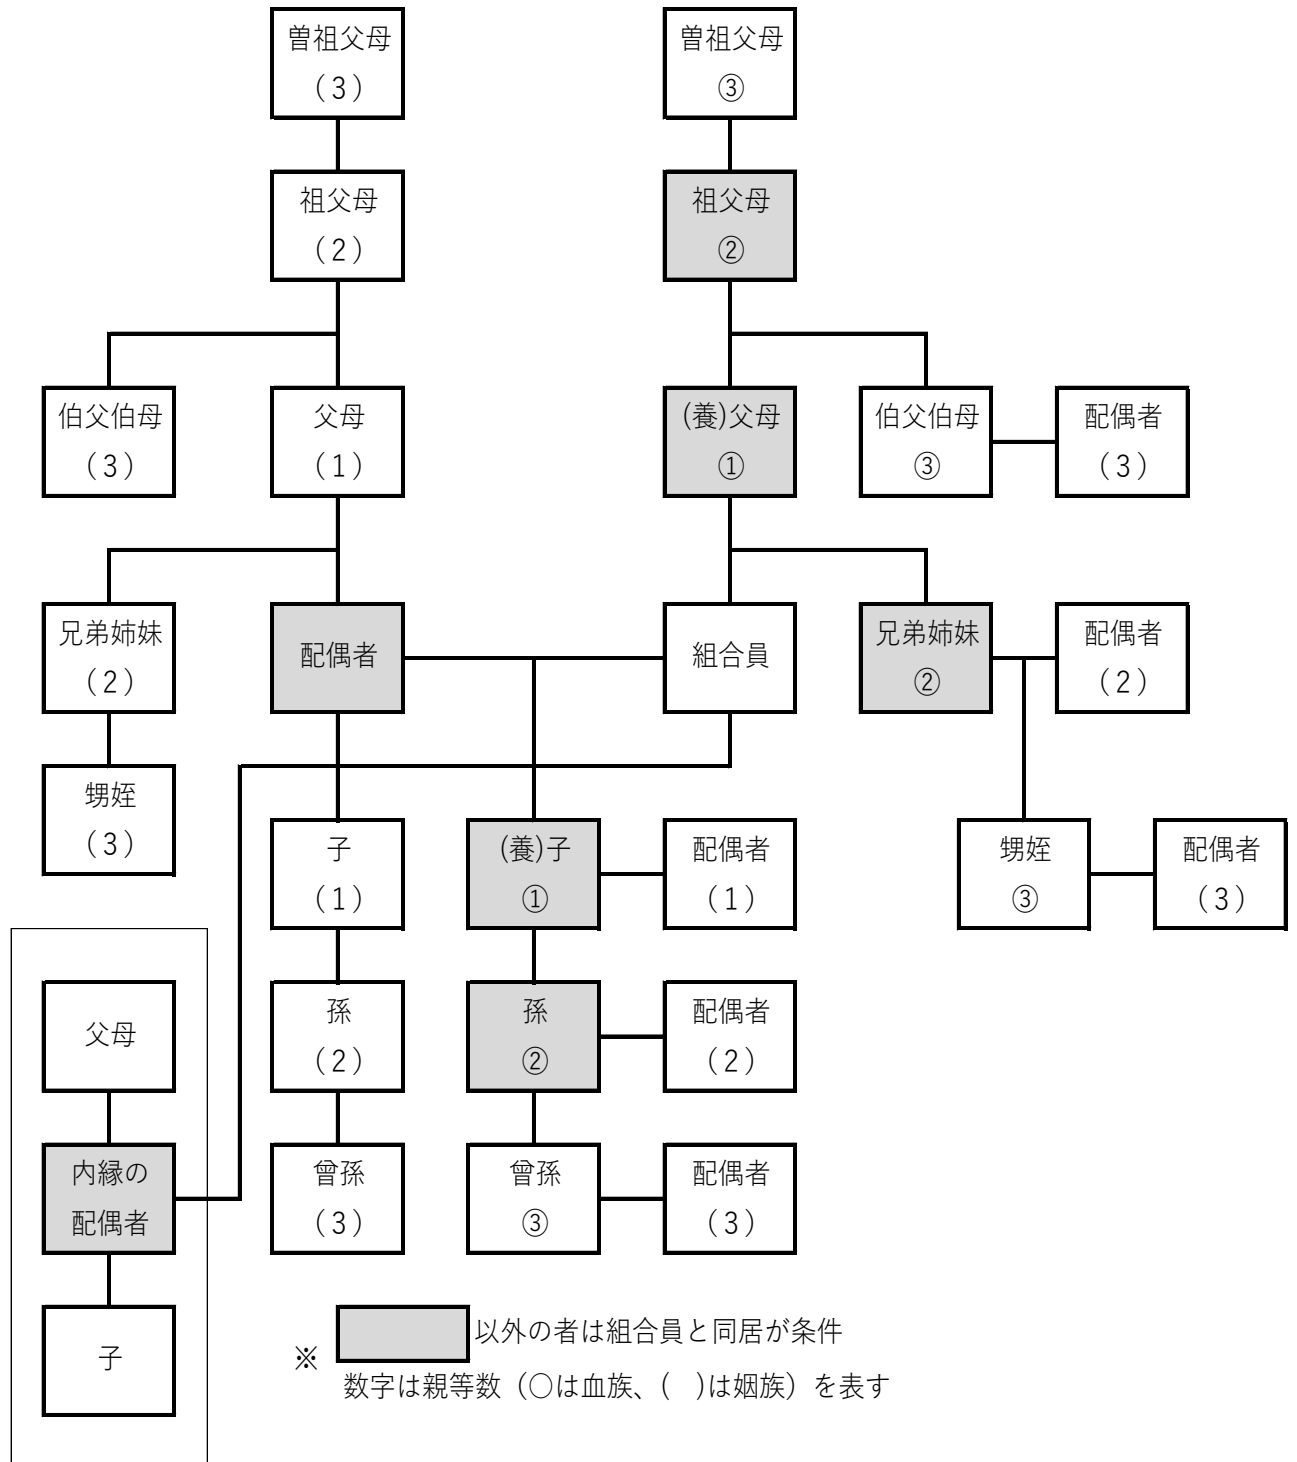 曽祖父母
（3）
曽祖父母
③
祖父母
（2）
祖父母
②
伯父伯母
（3）
父母
（1）
(養)父母
①
伯父伯母
③
配偶者
（3）
兄弟姉妹
（2）
配偶者
組合員
兄弟姉妹
②
配偶者
（2）
甥姪
（3）
子
（1）
(養)子
①
配偶者
（1）
甥姪
③
配偶者
（3）
父母
孫
（2）
孫
②
配偶者
（2）
内縁の
配偶者
曾孫
（3）
曾孫
③
配偶者
（3）
子
※
以外の者は組合員と同居が条件
数字は親等数（○は血族、(　)は姻族）を表す